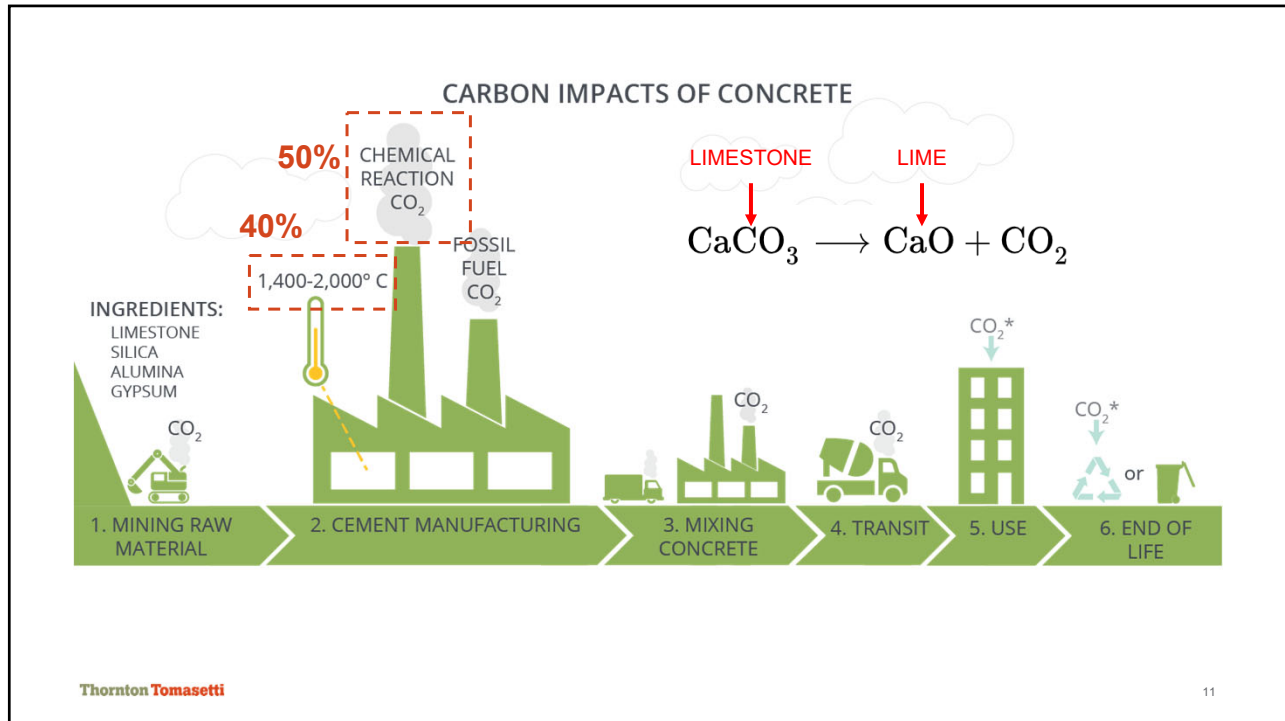 CARBON IMPACTS OF CONCRETE
50%
CHEMICAL
REACTION
CO₂
40%
1,400-2,000° C
FOSSIL
FUEL
CO₂
LIMESTONE
LIME
CaCO₃ ⟶ CaO + CO₂
INGREDIENTS:
LIMESTONE
SILICA
ALUMINA
GYPSUM
CO₂
CO₂
CO₂
CO₂*
CO₂*
or
1. MINING RAW
MATERIAL
2. CEMENT MANUFACTURING
3. MIXING
CONCRETE
4. TRANSIT
5. USE
6. END OF
LIFE
Thornton Tomasetti
11